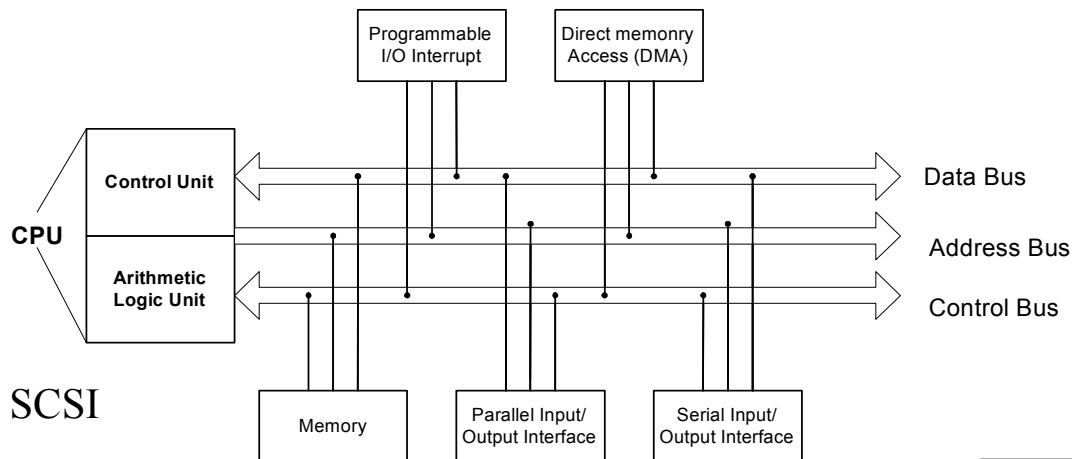 Programmable
I/O Interrupt
Direct memonry
Access (DMA)
Control Unit
Data Bus
CPU
Address Bus
Arithmetic
Logic Unit
Control Bus
SCSI
Memory
Parallel Input/
Output Interface
Serial Input/
Output Interface